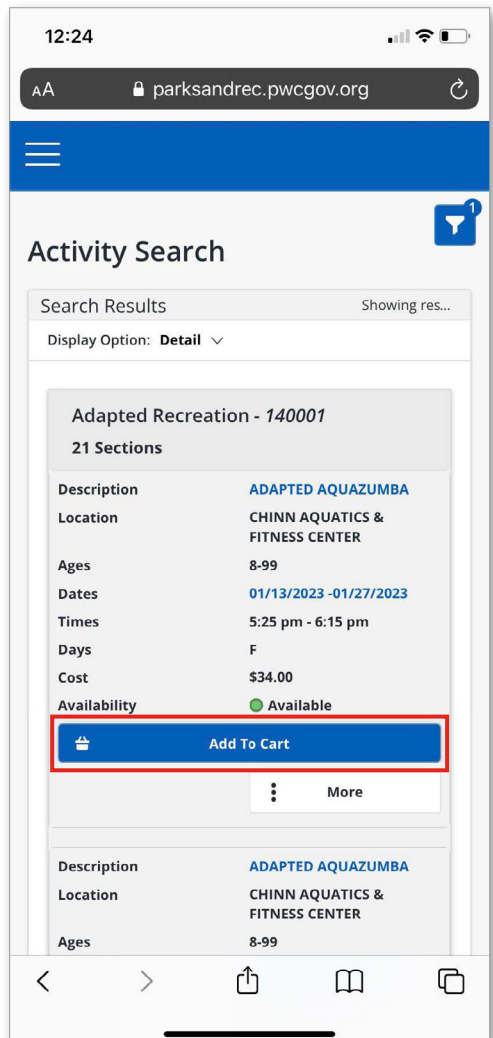 12:24
AA parksandrec.pwcgov.org
1
Activity Search
Search Results Showing res...
Display Option: Detail
Adapted Recreation - 140001
21 Sections
Description ADAPTED AQUAZUMBA
Location CHINN AQUATICS &
FITNESS CENTER
Ages 8-99
Dates 01/13/2023 -01/27/2023
Times 5:25 pm - 6:15 pm
Days F
Cost $34.00
Availability Available
Add To Cart
More
Description ADAPTED AQUAZUMBA
Location CHINN AQUATICS &
FITNESS CENTER
Ages 8-99